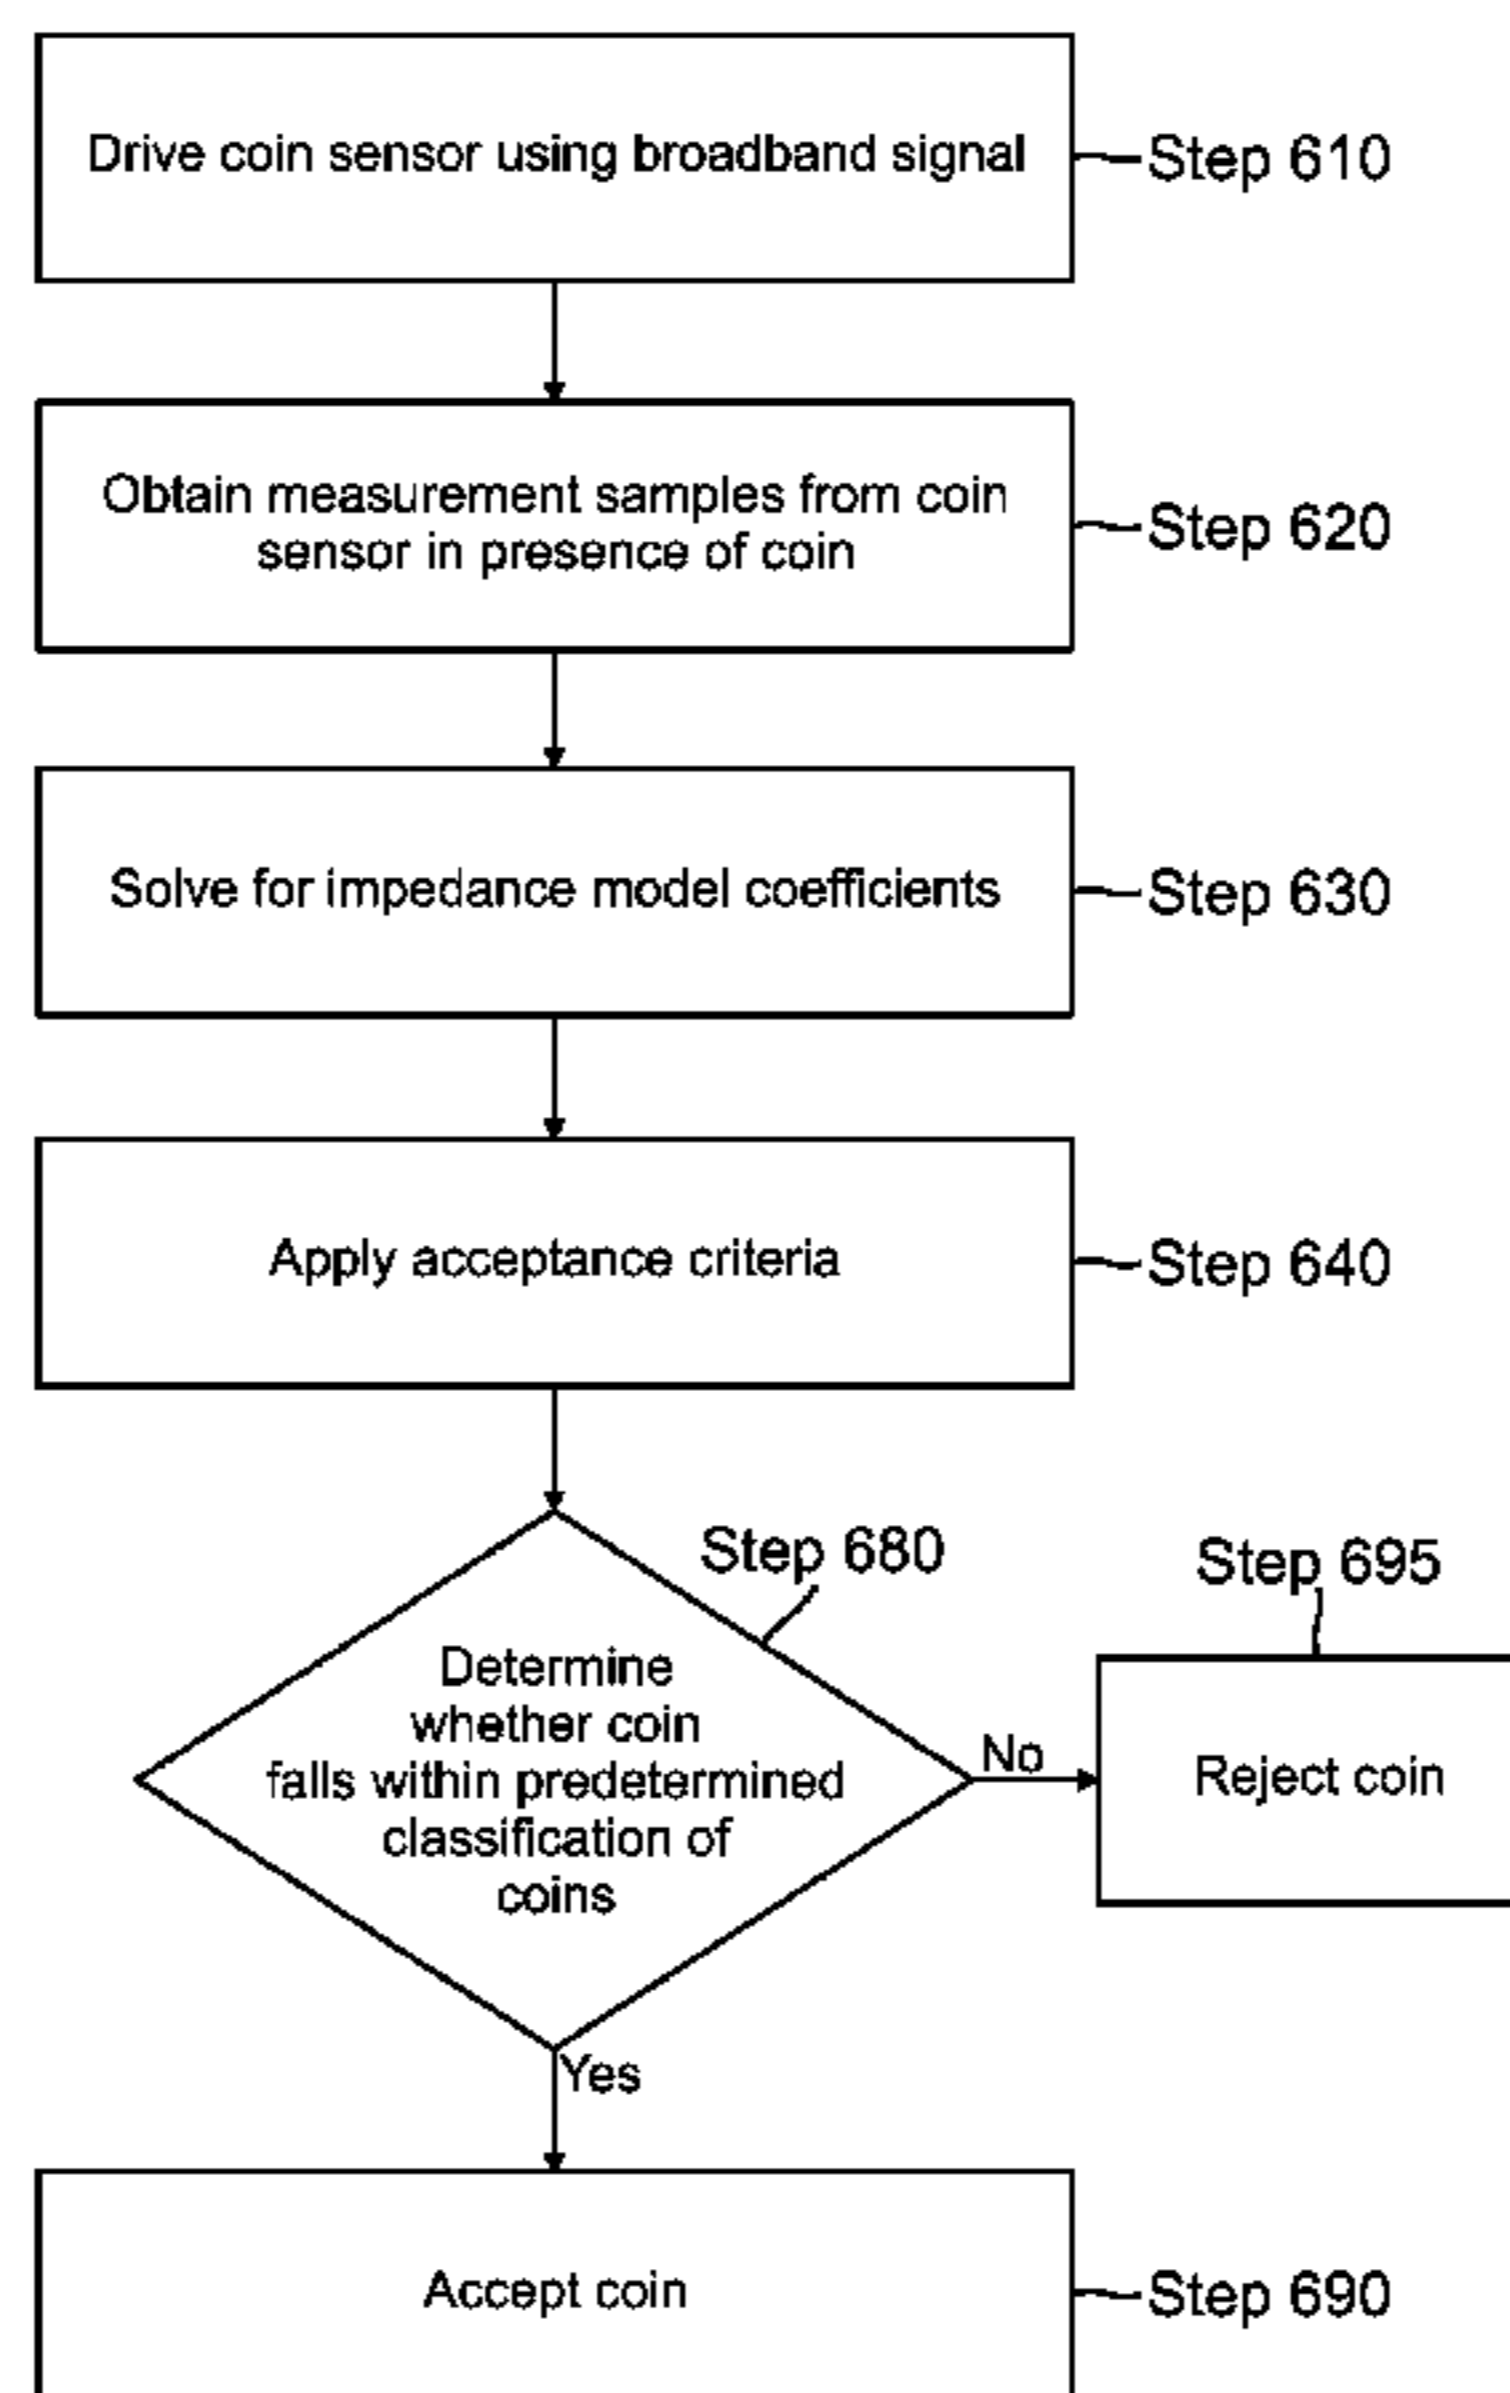 Drive coin sensor using broadband signal
Step 610
Obtain measurement samples from coin
sensor in presence of coin
Step 620
Solve for impedance model coefficients
Step 630
Apply acceptance criteria
Step 640
Step 680
Determine
whether coin
falls within predetermined
classification of
coins
No
Step 695
Reject coin
Yes
Accept coin
Step 690